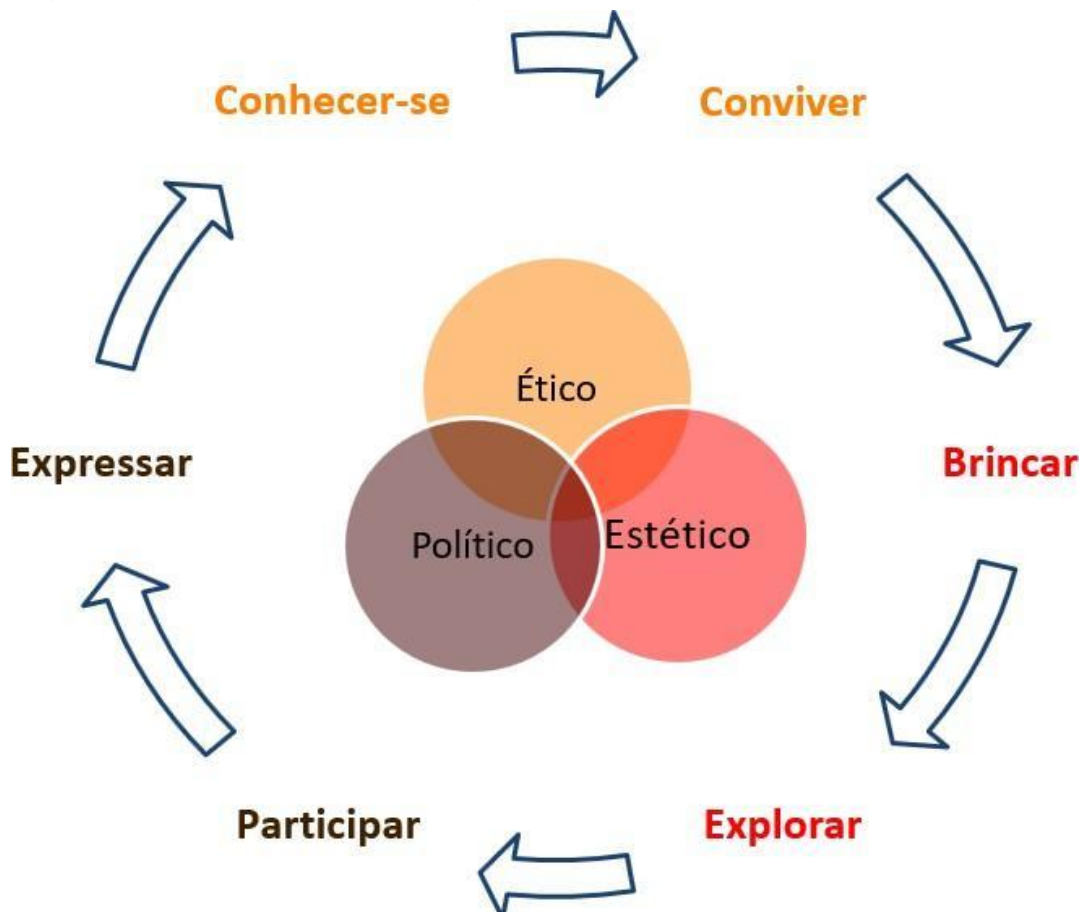 Conhecer-se
Conviver
Ético
Expressar
Brincar
Político
Estético
Participar
Explorar